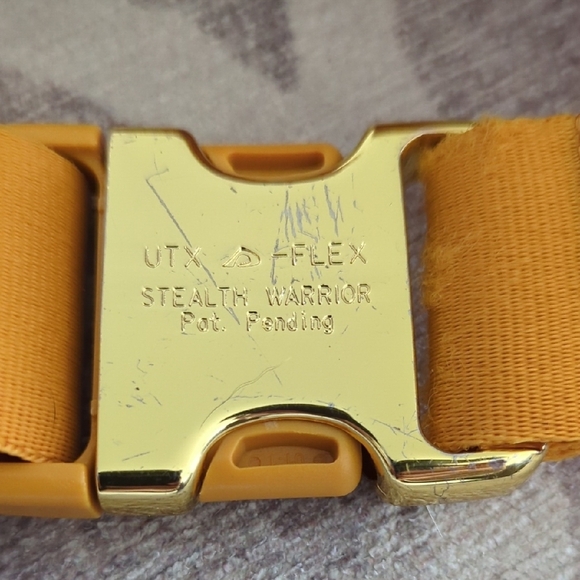 UTX -FLEX
STEALTH WARRIOR
Pat. Pending